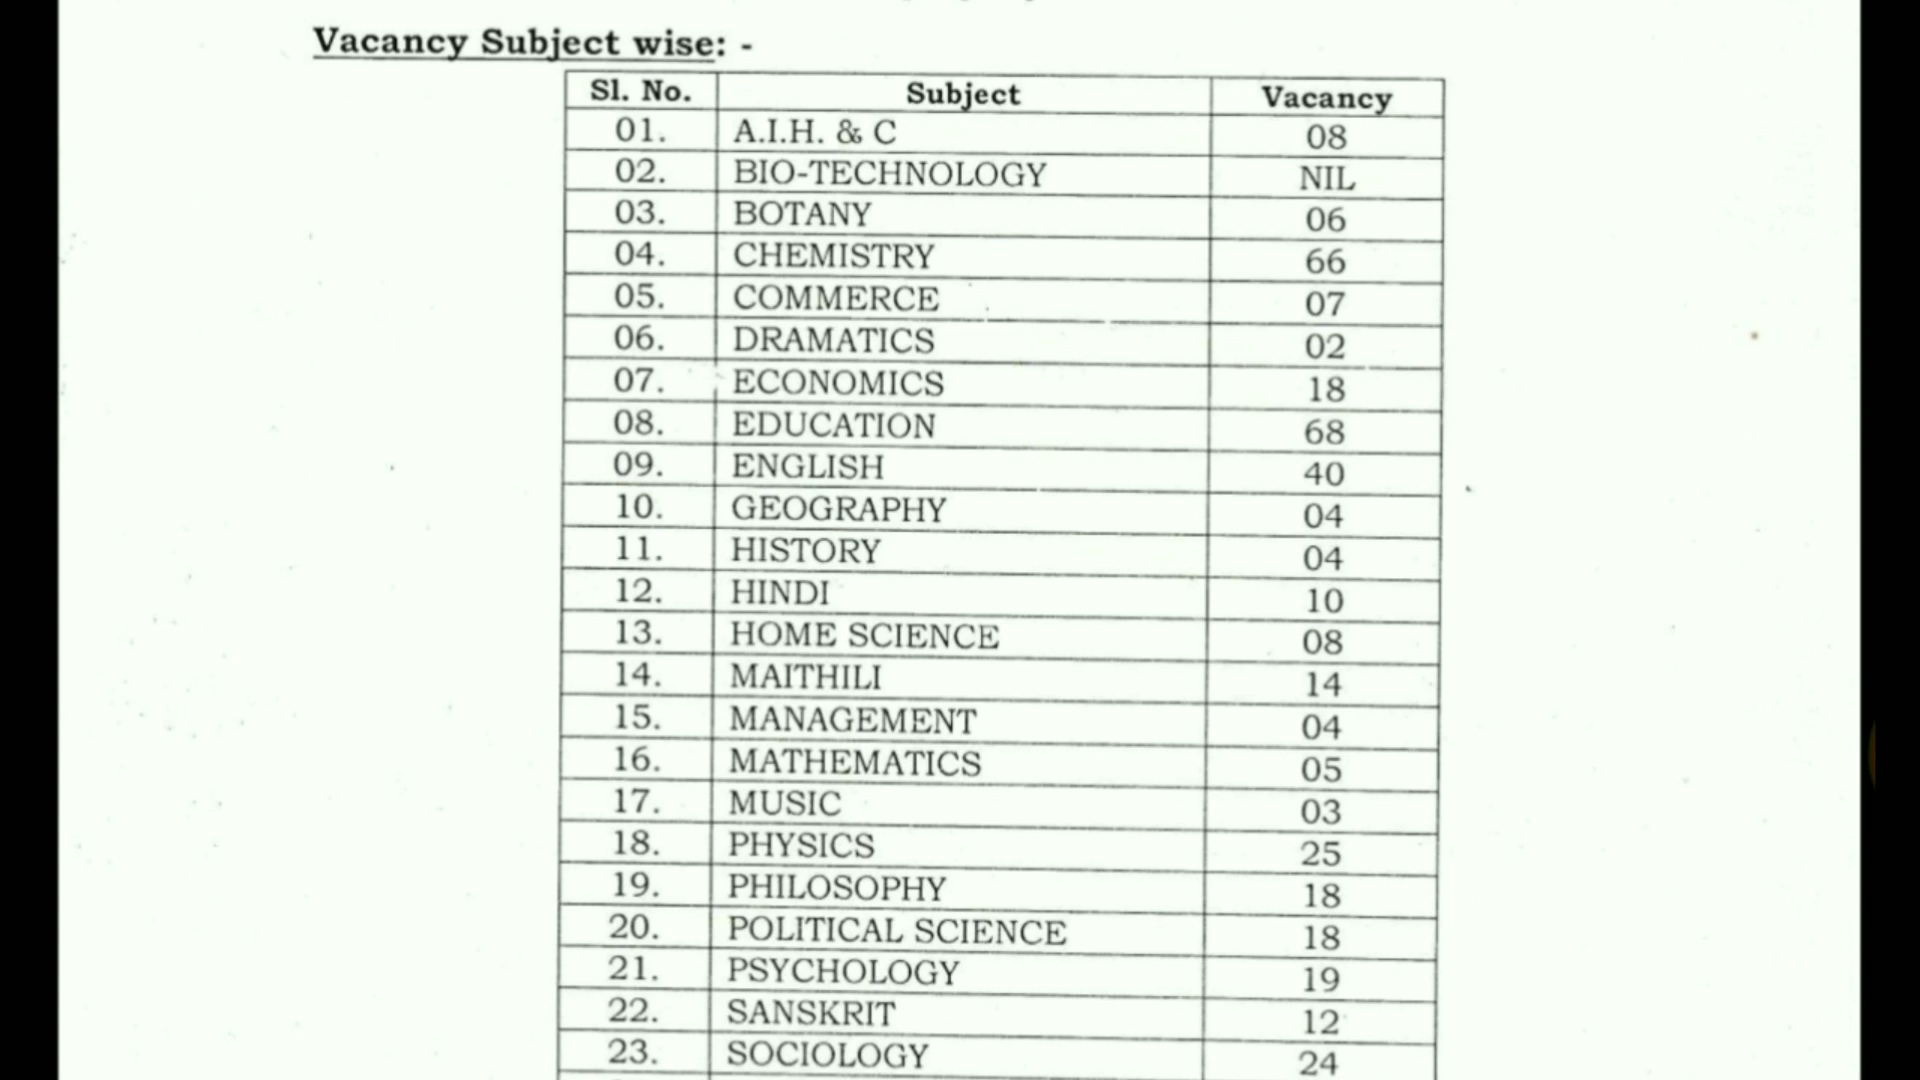 Vacancy Subject wise: -
Sl. No. Subject Vacancy
01. A.I.H. & C 08
02. BIO-TECHNOLOGY NIL
03. BOTANY 06
04. CHEMISTRY 66
05. COMMERCE 07
06. DRAMATICS 02
07. ECONOMICS 18
08. EDUCATION 68
09. ENGLISH 40
10. GEOGRAPHY 04
11. HISTORY 04
12. HINDI 10
13. HOME SCIENCE 08
14. MAITHILI 14
15. MANAGEMENT 04
16. MATHEMATICS 05
17. MUSIC 03
18. PHYSICS 25
19. PHILOSOPHY 18
20. POLITICAL SCIENCE 18
21. PSYCHOLOGY 19
22. SANSKRIT 12
23. SOCIOLOGY 24